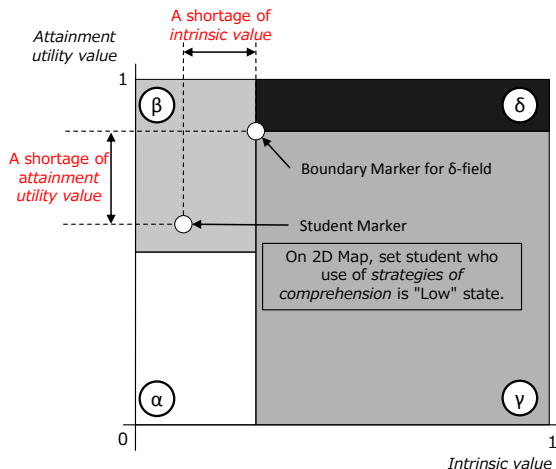 A shortage of
intrinsic value
Attainment
utility value
1
β
δ
A shortage of
attainment
utility value
Boundary Marker for δ-field
Student Marker
On 2D Map, set student who
use of strategies of
comprehension is "Low" state.
α
γ
0
1
Intrinsic value